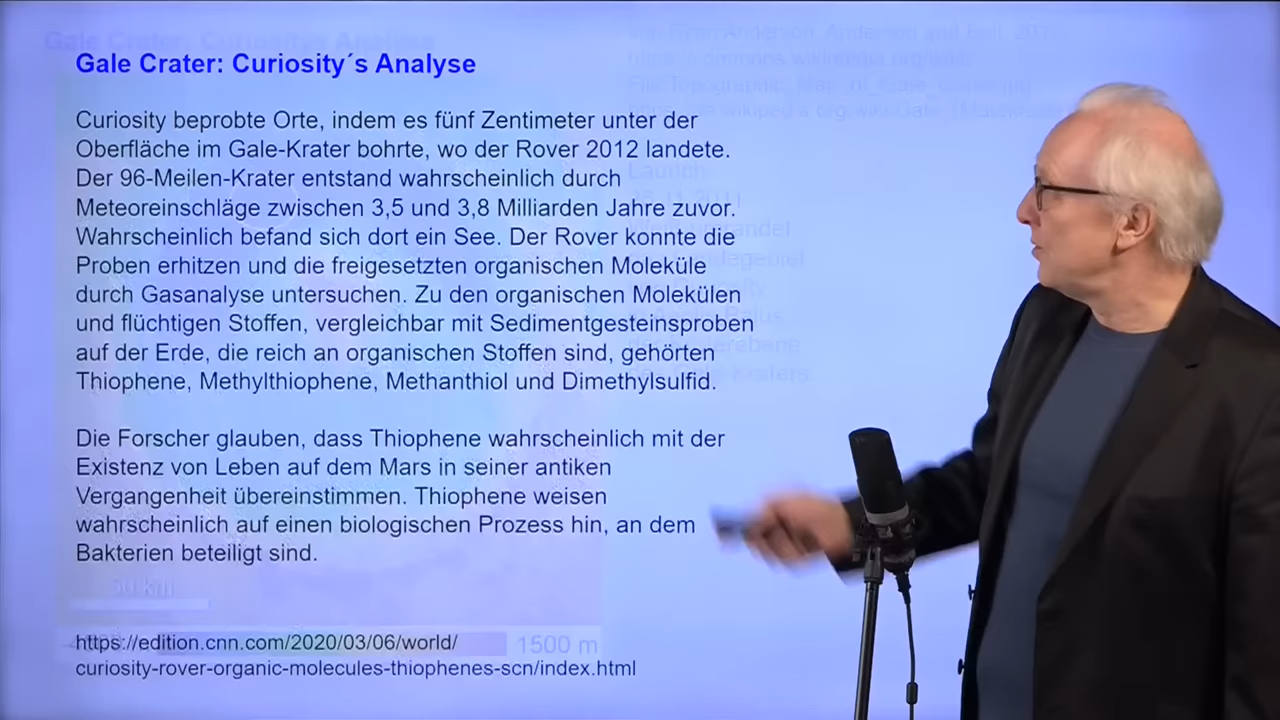 Gale Crater: Curiosity´s Analyse
Curiosity beprobte Orte, indem es fünf Zentimeter unter der
Oberfläche im Gale-Krater bohrte, wo der Rover 2012 landete.
Der 96-Meilen-Krater entstand wahrscheinlich durch
Meteoreinschläge zwischen 3,5 und 3,8 Milliarden Jahre zuvor.
Wahrscheinlich befand sich dort ein See. Der Rover konnte die
Proben erhitzen und die freigesetzten organischen Moleküle
durch Gasanalyse untersuchen. Zu den organischen Molekülen
und flüchtigen Stoffen, vergleichbar mit Sedimentgesteinsproben
auf der Erde, die reich an organischen Stoffen sind, gehörten
Thiophene, Methylthiophene, Methanthiol und Dimethylsulfid.
Die Forscher glauben, dass Thiophene wahrscheinlich mit der
Existenz von Leben auf dem Mars in seiner antiken
Vergangenheit übereinstimmen. Thiophene weisen
wahrscheinlich auf einen biologischen Prozess hin, an dem
Bakterien beteiligt sind.
50 km
1500 m
https://edition.cnn.com/2020/03/06/world/
curiosity-rover-organic-molecules-thiophenes-scn/index.html